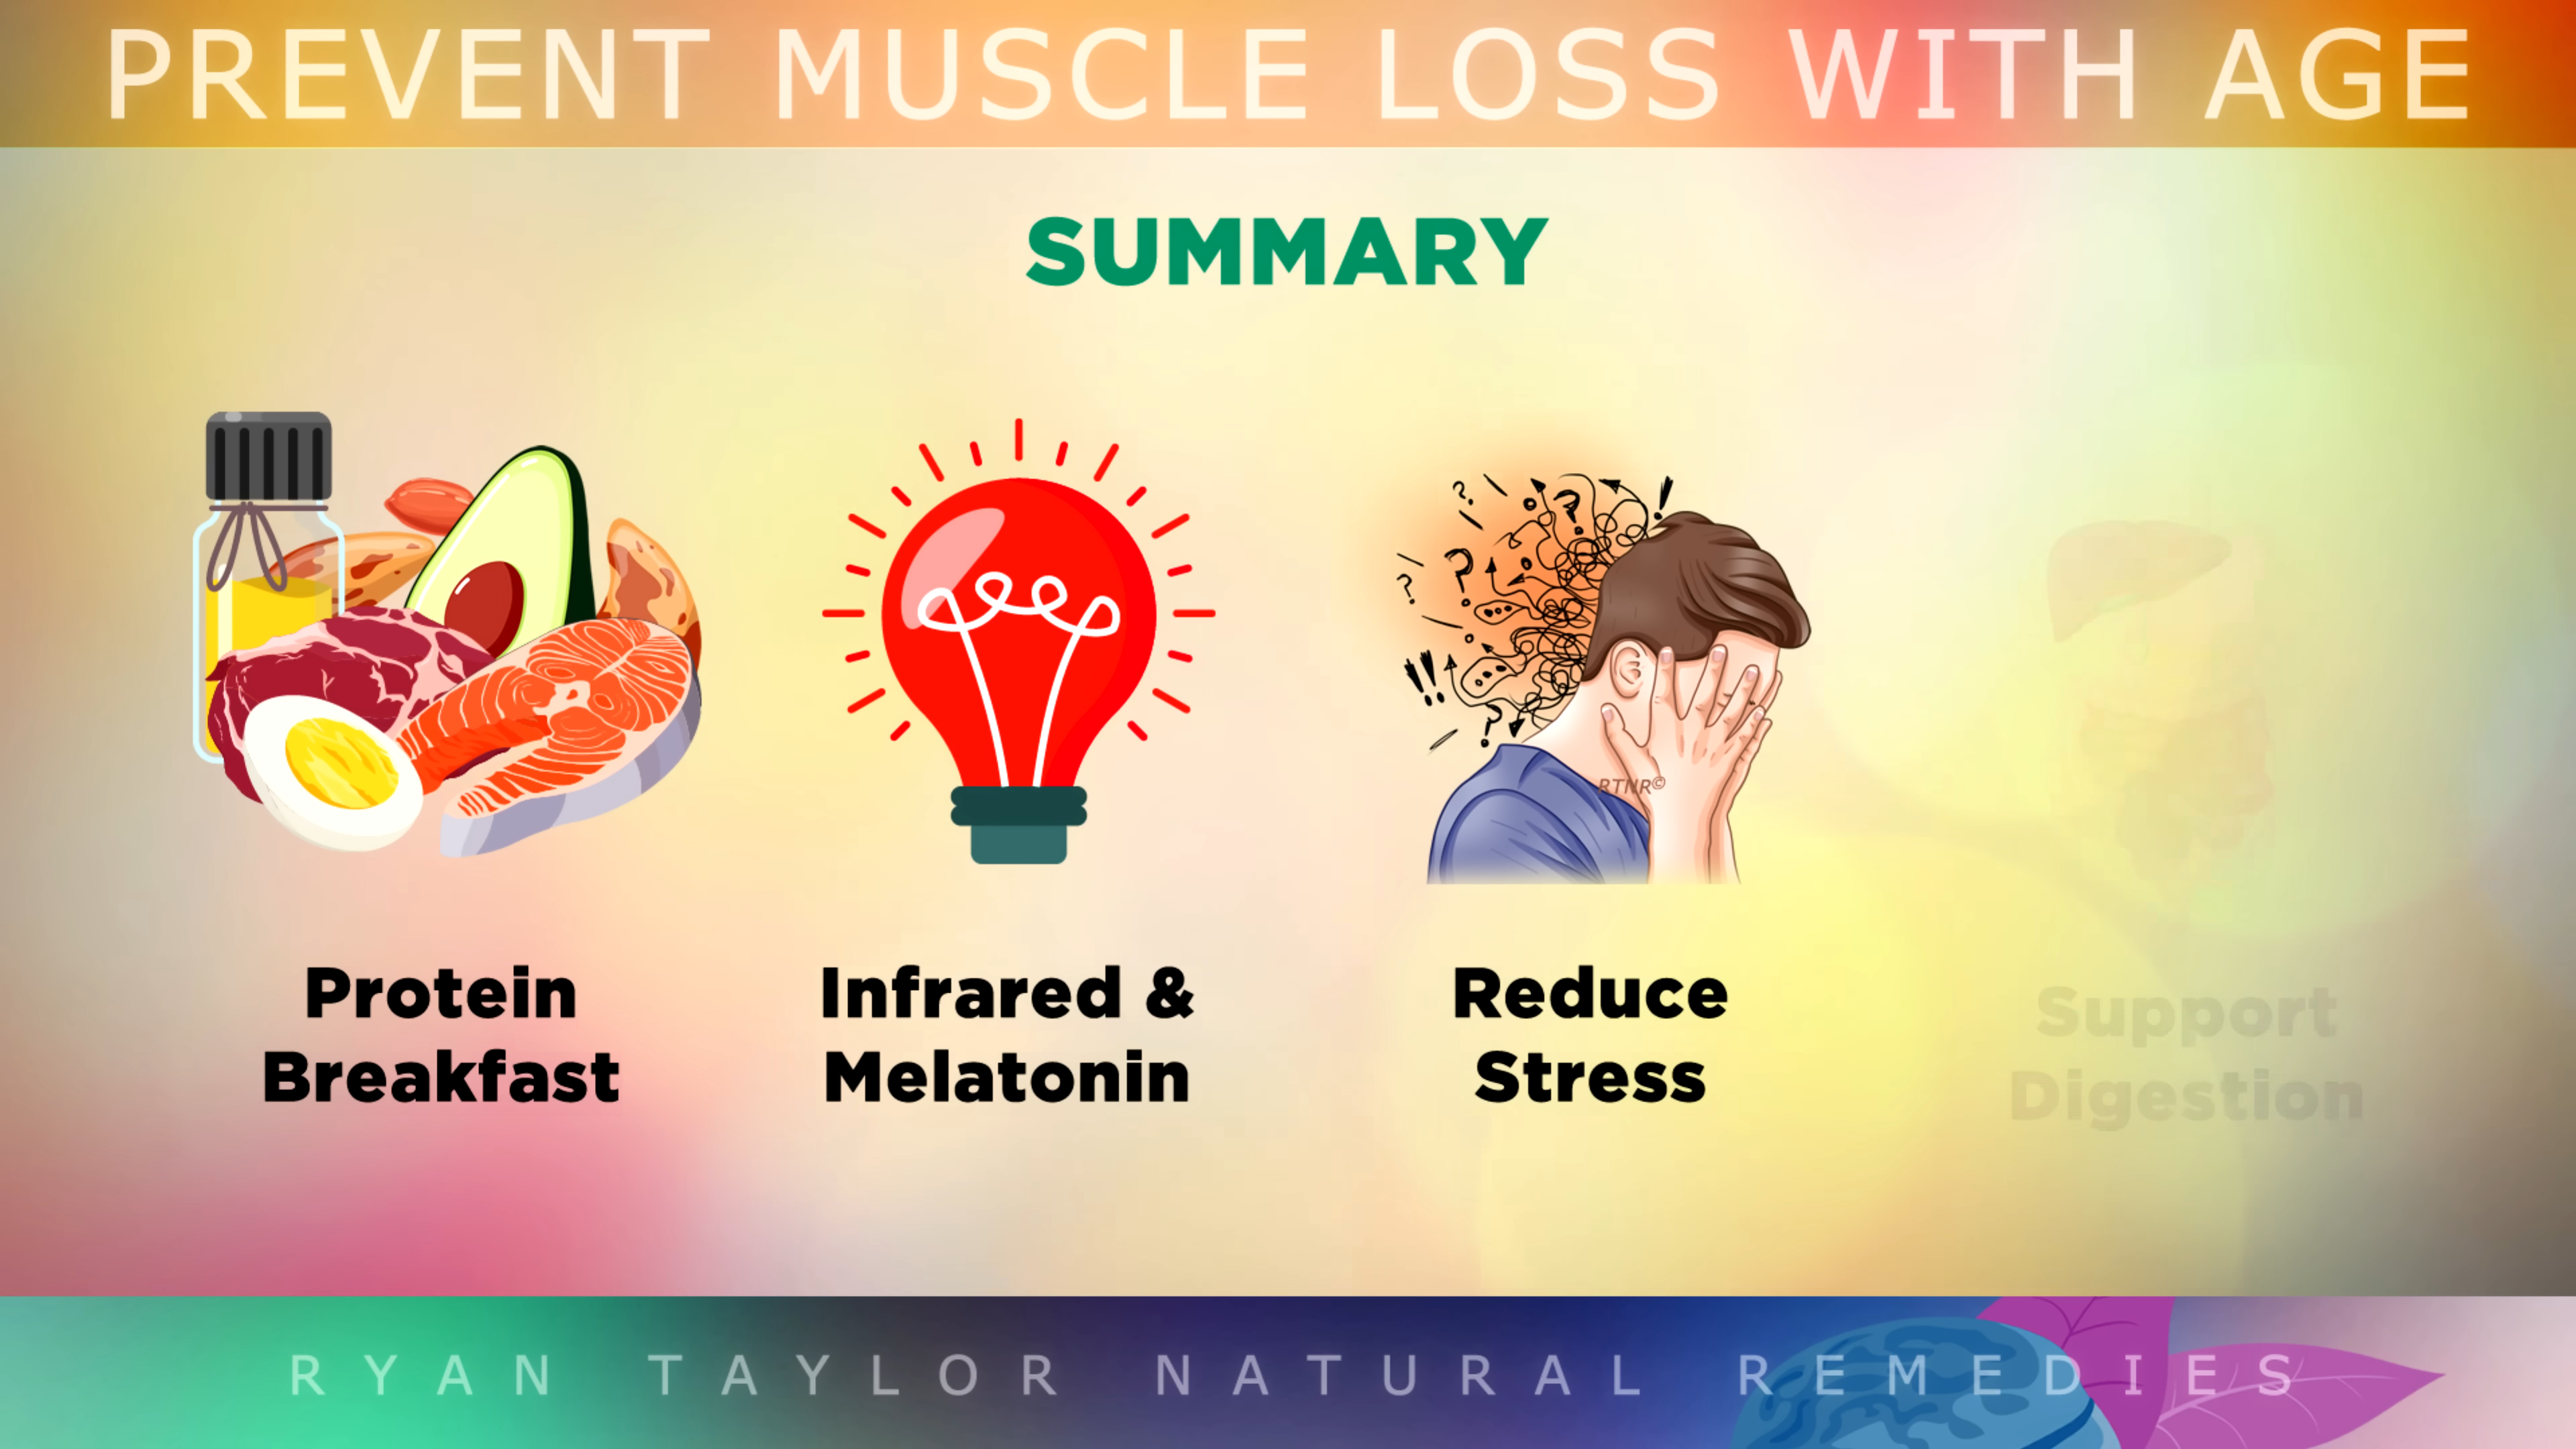 PREVENT MUSCLE LOSS WITH AGE
SUMMARY
RTNR©
Protein
Breakfast
Infrared &
Melatonin
Reduce
Stress
Support
Digestion
RYAN TAYLOR NATURAL REMEDIES